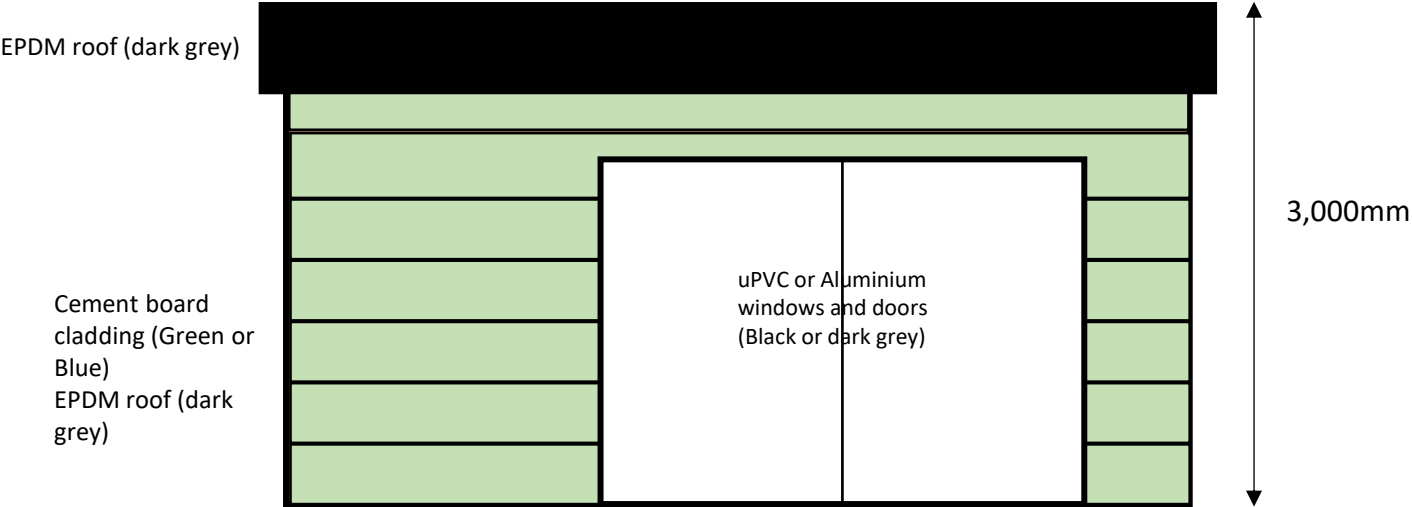 EPDM roof (dark grey)
3,000mm
uPVC or Aluminium
windows and doors
(Black or dark grey)
Cement board
cladding (Green or
Blue)
EPDM roof (dark
grey)